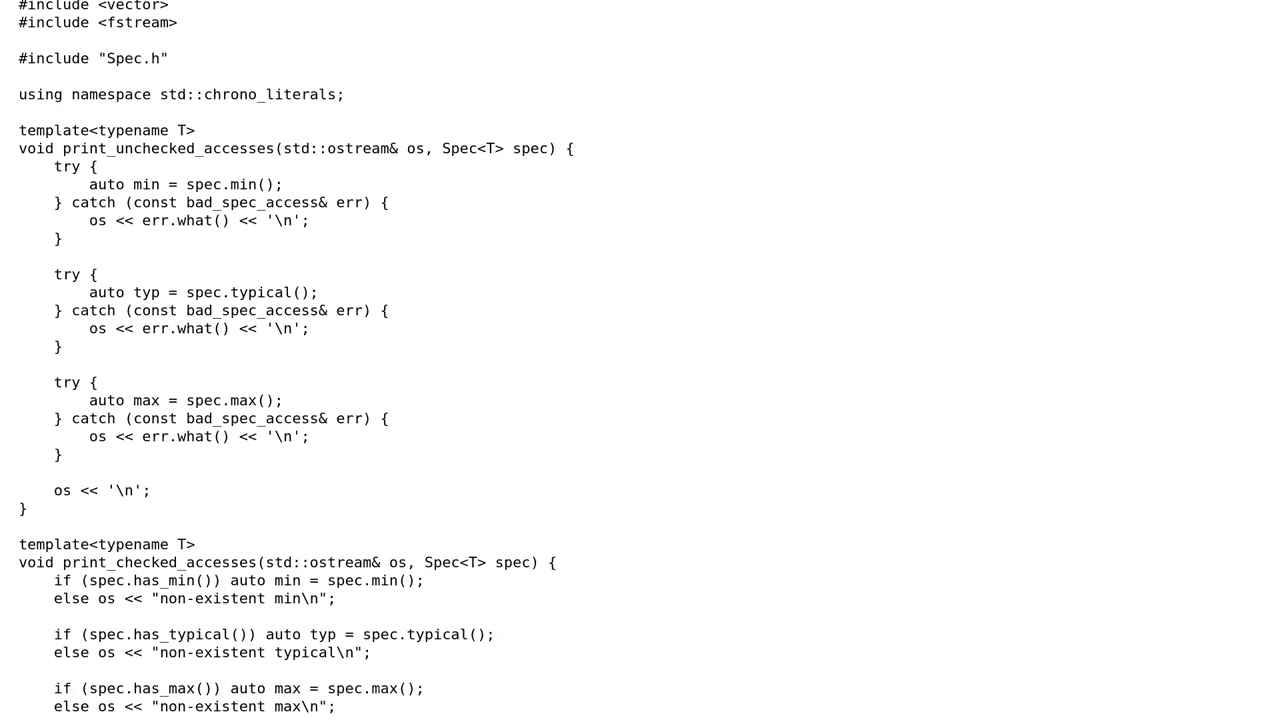 #include <vector>
#include <fstream>

#include "Spec.h"

using namespace std::chrono_literals;

template<typename T>
void print_unchecked_accesses(std::ostream& os, Spec<T> spec) {
    try {
        auto min = spec.min();
    } catch (const bad_spec_access& err) {
        os << err.what() << '\n';
    }

    try {
        auto typ = spec.typical();
    } catch (const bad_spec_access& err) {
        os << err.what() << '\n';
    }

    try {
        auto max = spec.max();
    } catch (const bad_spec_access& err) {
        os << err.what() << '\n';
    }

    os << '\n';
}

template<typename T>
void print_checked_accesses(std::ostream& os, Spec<T> spec) {
    if (spec.has_min()) auto min = spec.min();
    else os << "non-existent min\n";

    if (spec.has_typical()) auto typ = spec.typical();
    else os << "non-existent typical\n";

    if (spec.has_max()) auto max = spec.max();
    else os << "non-existent max\n";